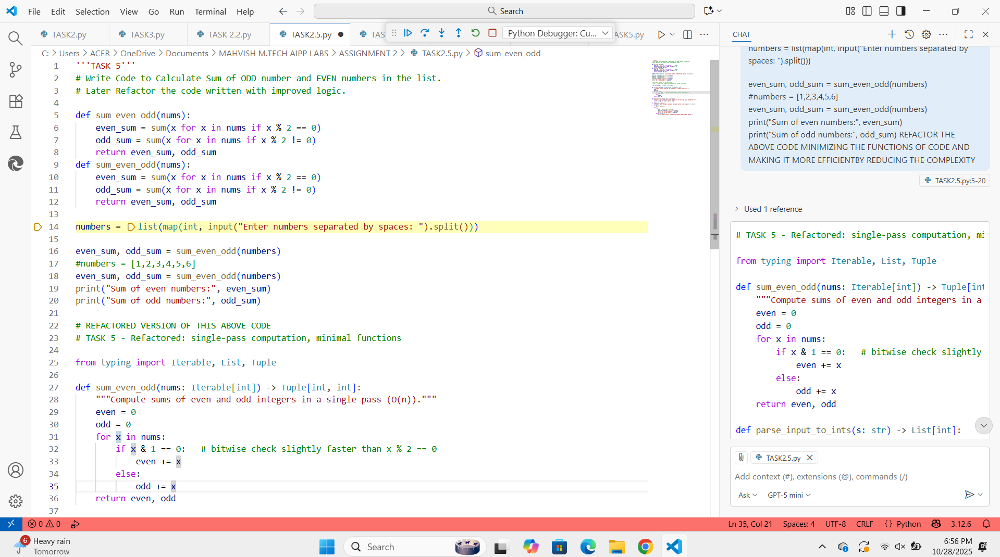 File Edit Selection View Go Run Terminal Help
Search
TASK2.py TASK3.py TASK 2.2.py TASK2.5.py TAS Python Debugger: Cu... ASK5.py
C: > Users > ACER > OneDrive > Documents > MAHVISH M.TECH AIPP LABS > ASSIGNMENT 2 > TASK2.5.py > sum_even_odd
1 '''TASK 5'''
2 # Write Code to Calculate Sum of ODD number and EVEN numbers in the list.
3 # Later Refactor the code written with improved logic.
4
5 def sum_even_odd(nums):
6 even_sum = sum(x for x in nums if x % 2 == 0)
7 odd_sum = sum(x for x in nums if x % 2 != 0)
8 return even_sum, odd_sum
9 def sum_even_odd(nums):
10 even_sum = sum(x for x in nums if x % 2 == 0)
11 odd_sum = sum(x for x in nums if x % 2 != 0)
12 return even_sum, odd_sum
13
14 numbers = list(map(int, input("Enter numbers separated by spaces: ").split()))
15
16 even_sum, odd_sum = sum_even_odd(numbers)
17 #numbers = [1,2,3,4,5,6]
18 even_sum, odd_sum = sum_even_odd(numbers)
19 print("Sum of even numbers:", even_sum)
20 print("Sum of odd numbers:", odd_sum)
21
22 # REFACTORED VERSION OF THIS ABOVE CODE
23 # TASK 5 - Refactored: single-pass computation, minimal functions
24
25 from typing import Iterable, List, Tuple
26
27 def sum_even_odd(nums: Iterable[int]) -> Tuple[int, int]:
28 """Compute sums of even and odd integers in a single pass (O(n))."""
29 even = 0
30 odd = 0
31 for x in nums:
32 if x & 1 == 0: # bitwise check slightly faster than x % 2 == 0
33 even += x
34 else:
35 odd += x
36 return even, odd
37
CHAT
numbers = list(map(int, input("Enter numbers separated by
spaces: ").split()))
even_sum, odd_sum = sum_even_odd(numbers)
#numbers = [1,2,3,4,5,6]
even_sum, odd_sum = sum_even_odd(numbers)
print("Sum of even numbers:", even_sum)
print("Sum of odd numbers:", odd_sum) REFACTOR THE
ABOVE CODE MINIMIZING THE FUNCTIONS OF CODE AND
MAKING IT MORE EFFICIENTBY REDUCING THE COMPLEXITY
TASK2.5.py:5-20
> Used 1 reference
# TASK 5 - Refactored: single-pass computation, mi
from typing import Iterable, List, Tuple
def sum_even_odd(nums: Iterable[int]) -> Tuple[int
"""Compute sums of even and odd integers in a
even = 0
odd = 0
for x in nums:
if x & 1 == 0: # bitwise check slightly
even += x
else:
odd += x
return even, odd
def parse_input_to_ints(s: str) -> List[int]:
TASK2.5.py
Add context (#), extensions (@), commands (/)
Ask GPT-5 mini
0 0 Ln 35, Col 21 Spaces: 4 UTF-8 CRLF {} Python 3.12.6
6 Heavy rain
Tomorrow
Search
6:56 PM
10/28/2025